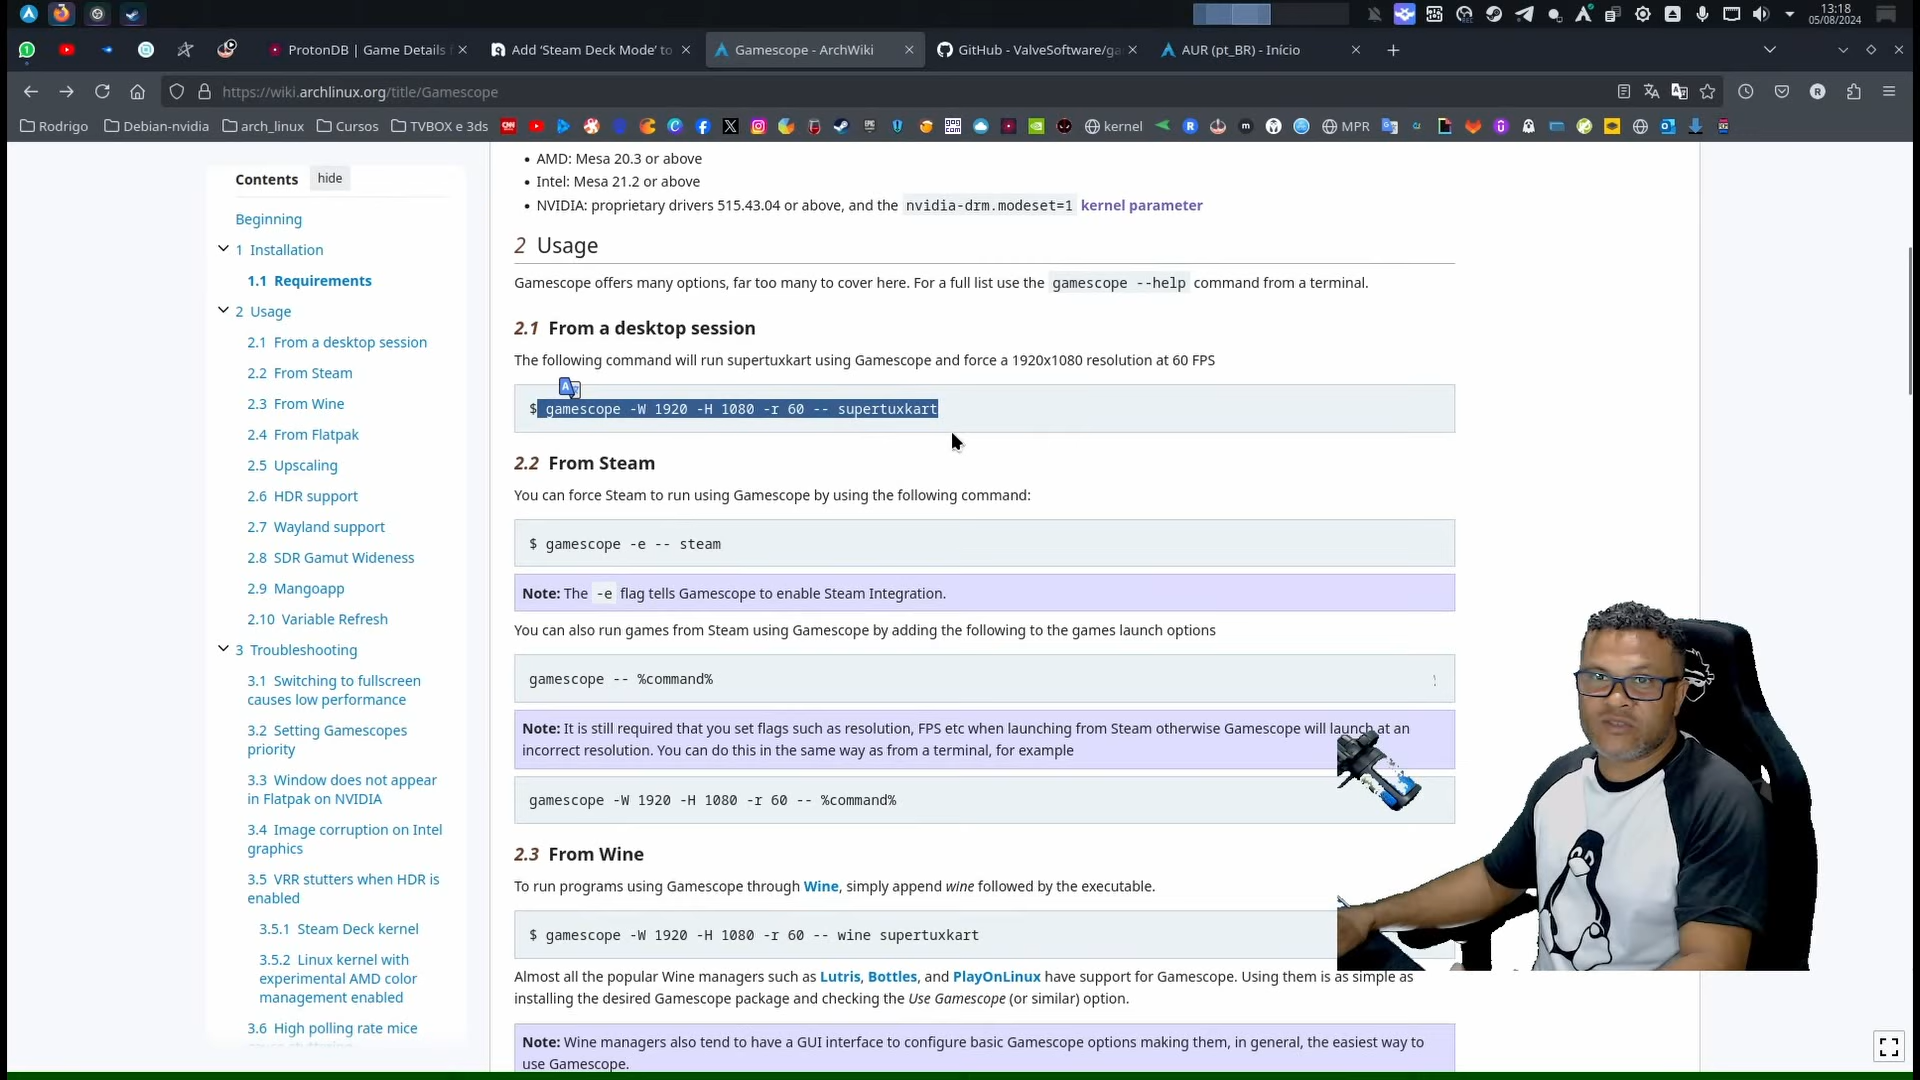 13:18
05/08/2024
ProtonDB | Game Details f
Add ‘Steam Deck Mode’ to
Gamescope - ArchWiki
GitHub - ValveSoftware/ga
AUR (pt_BR) - Início
https://wiki.archlinux.org/title/Gamescope
Rodrigo
Debian-nvidia
arch_linux
Cursos
TVBOX e 3ds
kernel
MPR
Contents
hide
Beginning
1 Installation
1.1 Requirements
2 Usage
2.1 From a desktop session
2.2 From Steam
2.3 From Wine
2.4 From Flatpak
2.5 Upscaling
2.6 HDR support
2.7 Wayland support
2.8 SDR Gamut Wideness
2.9 Mangoapp
2.10 Variable Refresh
3 Troubleshooting
3.1 Switching to fullscreen
causes low performance
3.2 Setting Gamescopes
priority
3.3 Window does not appear
in Flatpak on NVIDIA
3.4 Image corruption on Intel
graphics
3.5 VRR stutters when HDR is
enabled
3.5.1 Steam Deck kernel
3.5.2 Linux kernel with
experimental AMD color
management enabled
3.6 High polling rate mice
• AMD: Mesa 20.3 or above
• Intel: Mesa 21.2 or above
• NVIDIA: proprietary drivers 515.43.04 or above, and the nvidia-drm.modeset=1 kernel parameter
2 Usage
Gamescope offers many options, far too many to cover here. For a full list use the gamescope --help command from a terminal.
2.1 From a desktop session
The following command will run supertuxkart using Gamescope and force a 1920x1080 resolution at 60 FPS
$ gamescope -W 1920 -H 1080 -r 60 -- supertuxkart
2.2 From Steam
You can force Steam to run using Gamescope by using the following command:
$ gamescope -e -- steam
Note: The -e flag tells Gamescope to enable Steam Integration.
You can also run games from Steam using Gamescope by adding the following to the games launch options
gamescope -- %command%
Note: It is still required that you set flags such as resolution, FPS etc when launching from Steam otherwise Gamescope will launch at an
incorrect resolution. You can do this in the same way as from a terminal, for example
gamescope -W 1920 -H 1080 -r 60 -- %command%
2.3 From Wine
To run programs using Gamescope through Wine, simply append wine followed by the executable.
$ gamescope -W 1920 -H 1080 -r 60 -- wine supertuxkart
Almost all the popular Wine managers such as Lutris, Bottles, and PlayOnLinux have support for Gamescope. Using them is as simple as
installing the desired Gamescope package and checking the Use Gamescope (or similar) option.
Note: Wine managers also tend to have a GUI interface to configure basic Gamescope options making them, in general, the easiest way to
use Gamescope.